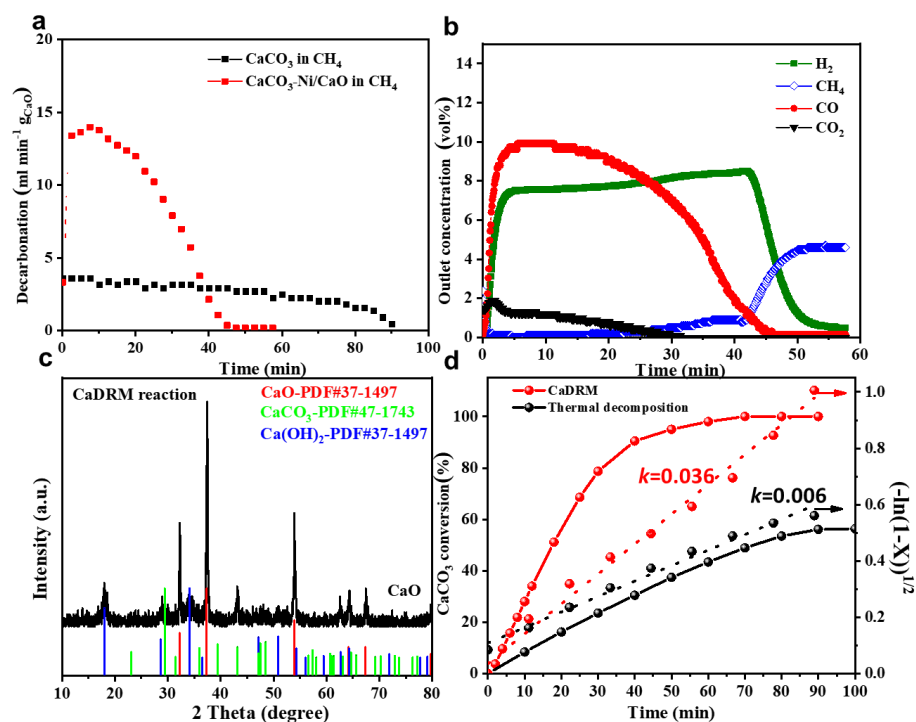 a
20
15
10
5
0
0
20
40
60
80
100
Decarbonation (ml min⁻¹ g_CaO)
Time (min)
CaCO₃ in CH₄
CaCO₃-Ni/CaO in CH₄
b
14
12
10
8
6
4
2
0
0
10
20
30
40
50
60
Outlet concentration (vol%)
Time (min)
H₂
CH₄
CO
CO₂
c
CaDRM reaction
CaO-PDF#37-1497
CaCO₃-PDF#47-1743
Ca(OH)₂-PDF#37-1497
CaO
Intensity (a.u.)
10
20
30
40
50
60
70
80
2 Theta (degree)
d
CaDRM
Thermal decomposition
k=0.036
k=0.006
100
80
60
40
20
0
CaCO₃ conversion(%)
1.0
0.8
0.6
0.4
0.2
0.0
(-ln(1-X))¹/²
0
10
20
30
40
50
60
70
80
90
100
Time (min)